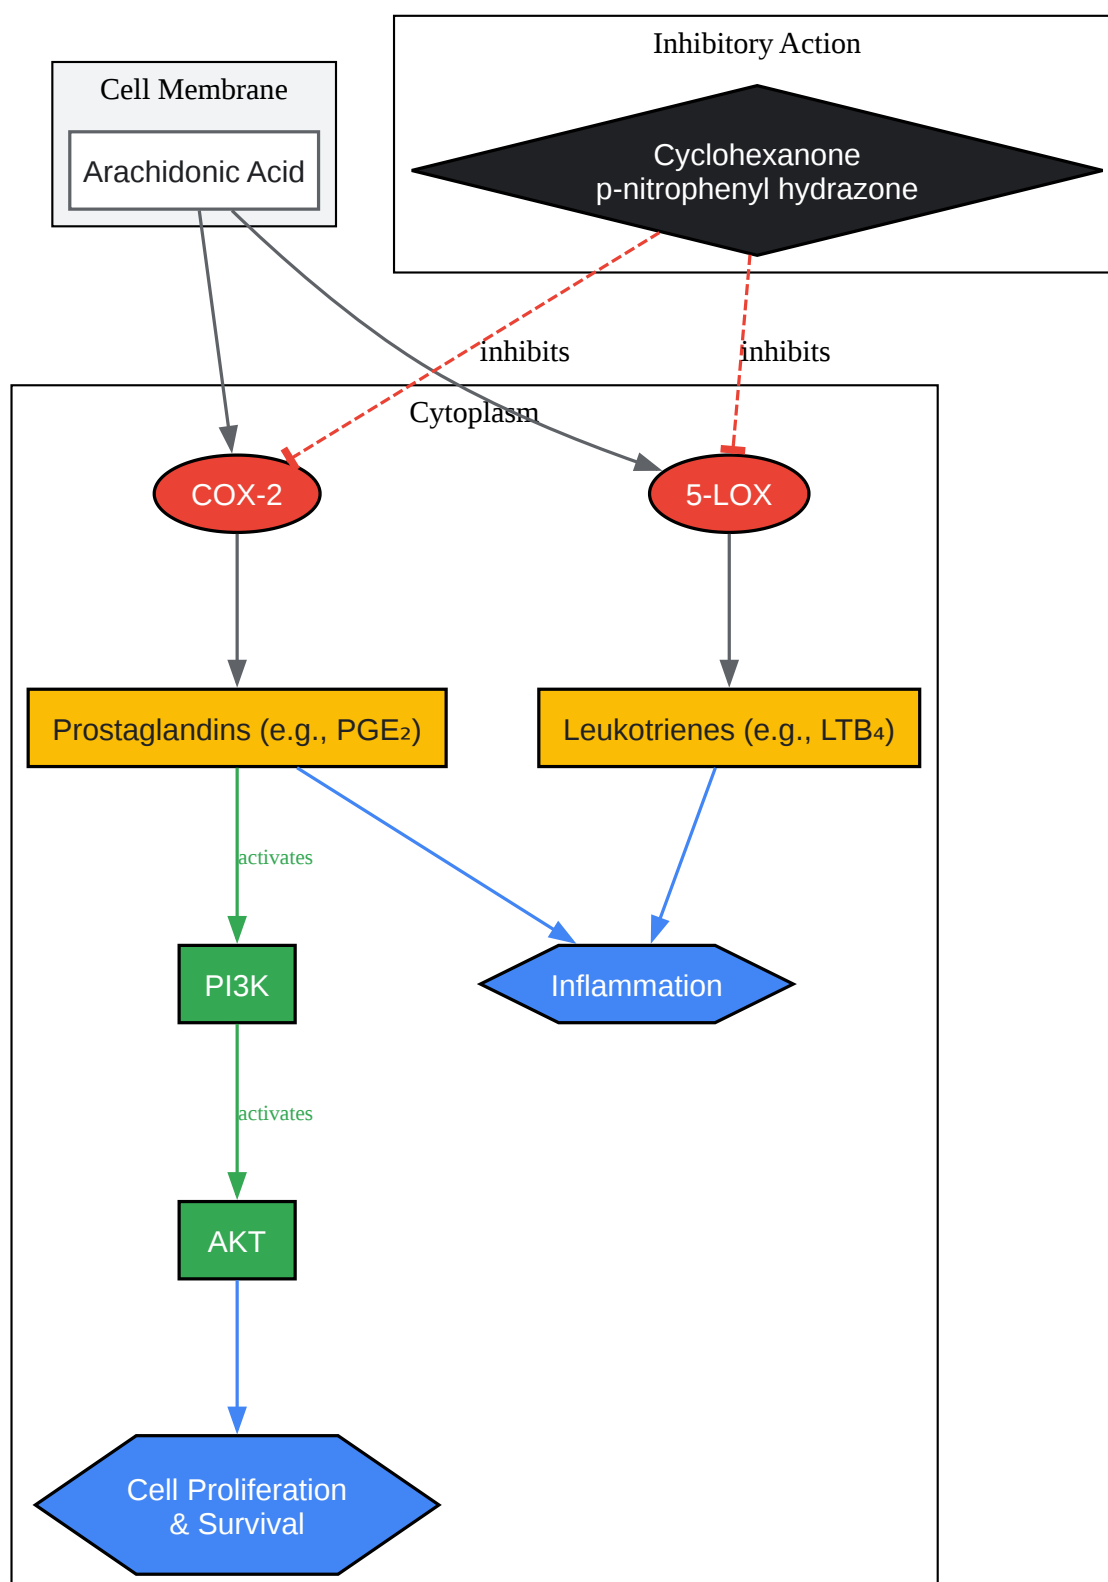 Inhibitory Action
Cell Membrane
Cyclohexanone
p-nitrophenyl hydrazone
Arachidonic Acid
inhibits
inhibits
Cytoplasm
COX-2
5-LOX
Prostaglandins (e.g., PGE₂)
Leukotrienes (e.g., LTB₄)
activates
PI3K
Inflammation
activates
AKT
Cell Proliferation
& Survival